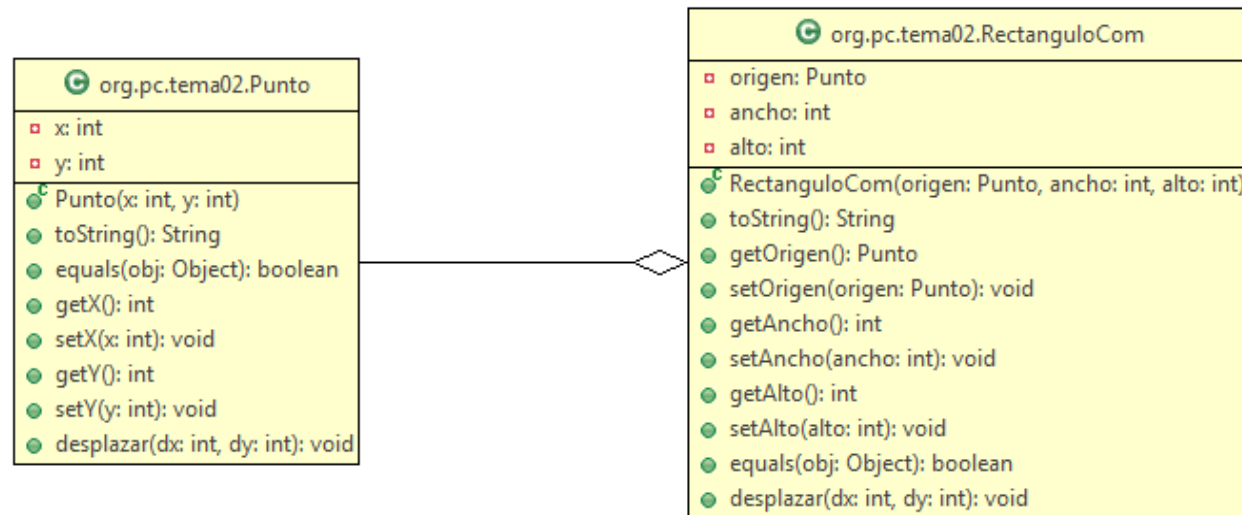 org.pc.tema02.Punto
x: int
y: int
Punto(x: int, y: int)
toString(): String
equals(obj: Object): boolean
getX(): int
setX(x: int): void
getY(): int
setY(y: int): void
desplazar(dx: int, dy: int): void
org.pc.tema02.RectanguloCom
origen: Punto
ancho: int
alto: int
RectanguloCom(origen: Punto, ancho: int, alto: int)
toString(): String
getOrigen(): Punto
setOrigen(origen: Punto): void
getAncho(): int
setAncho(ancho: int): void
getAlto(): int
setAlto(alto: int): void
equals(obj: Object): boolean
desplazar(dx: int, dy: int): void